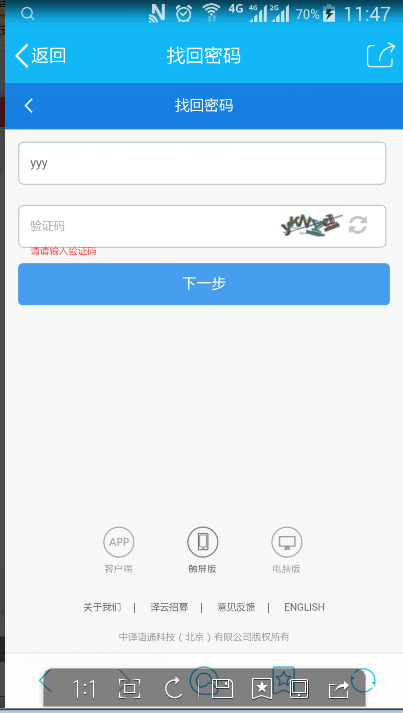 4G 4G 2G 70% 11:47
返回 找回密码
找回密码
yyy
验证码
请请输入验证码
下一步
APP
客户端 触屏版 电脑版
关于我们 | 译云招募 | 意见反馈 | ENGLISH
中译语通科技（北京）有限公司版权所有
1:1